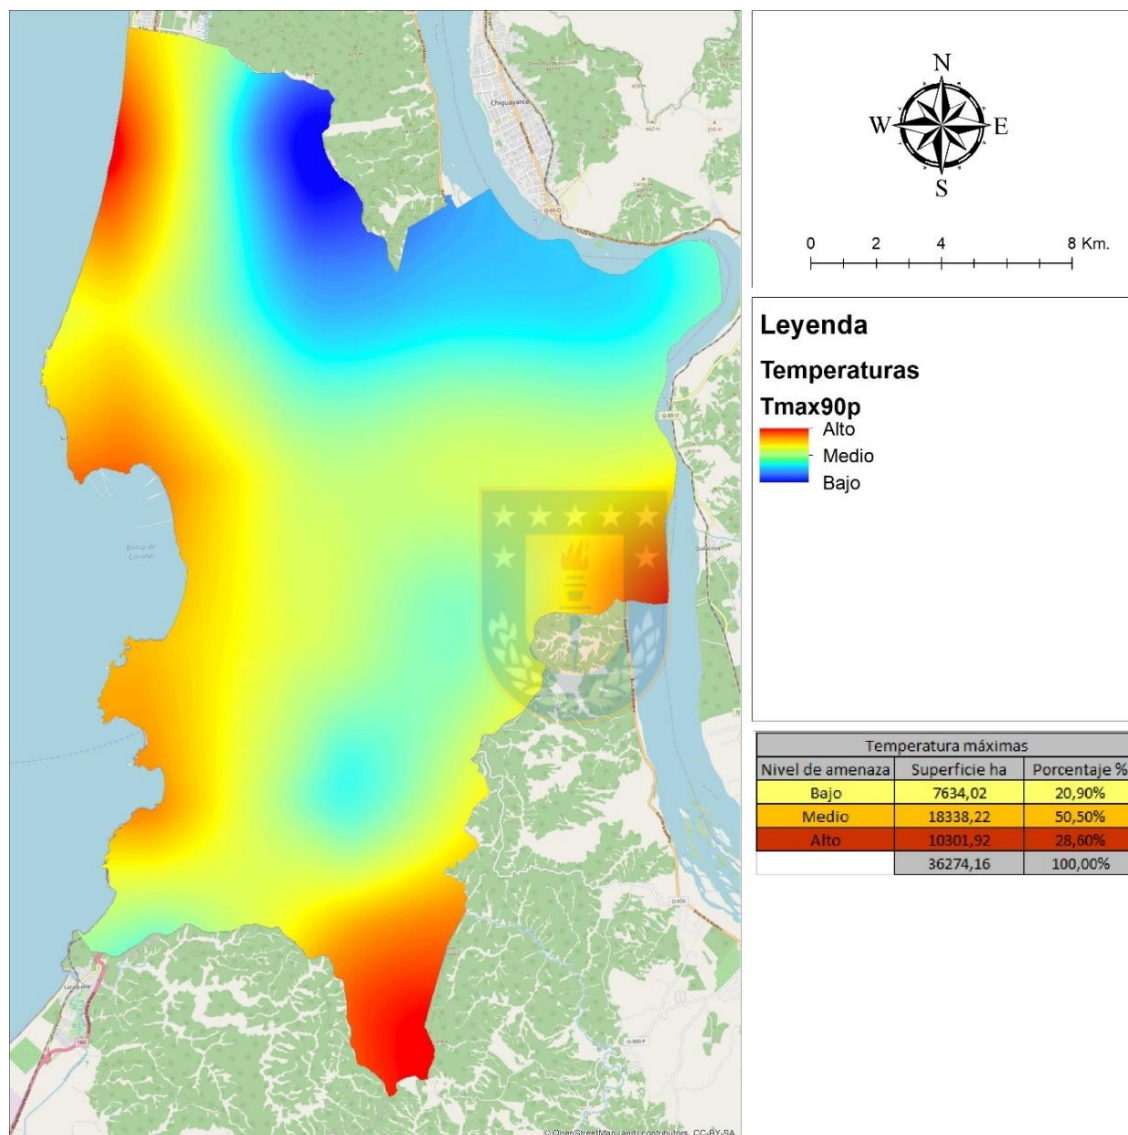 Chiguayante
N
W
E
S
0 2 4 8 Km.
Leyenda
Temperaturas
Tmax90p
Alto
Medio
Bajo
Bahía de
Coronel
Temperatura máximas
Nivel de amenaza Superficie ha Porcentaje %
Bajo 7634,02 20,90%
Medio 18338,22 50,50%
Alto 10301,92 28,60%
36274,16 100,00%
© OpenStreetMap (and) contributors, CC-BY-SA